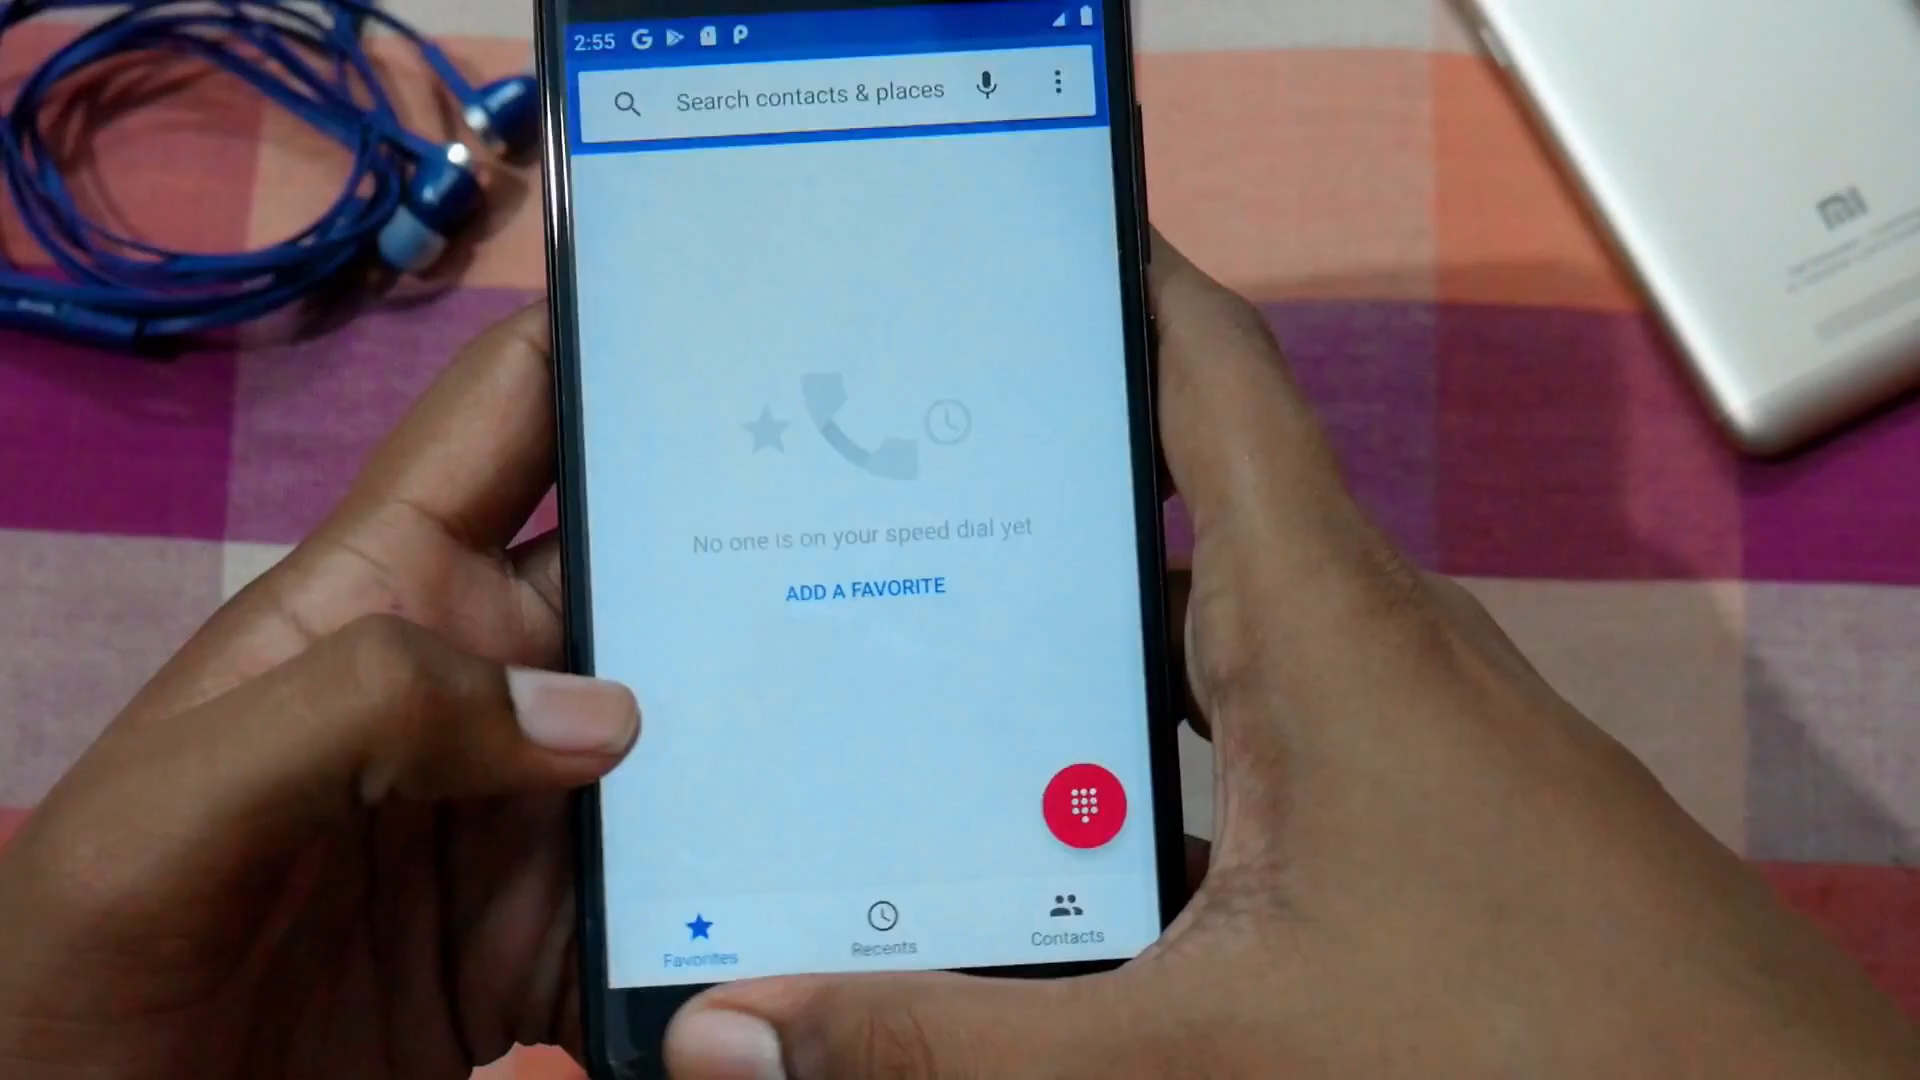 2:55
Search contacts & places
No one is on your speed dial yet
ADD A FAVORITE
Favorites
Recents
Contacts
mi